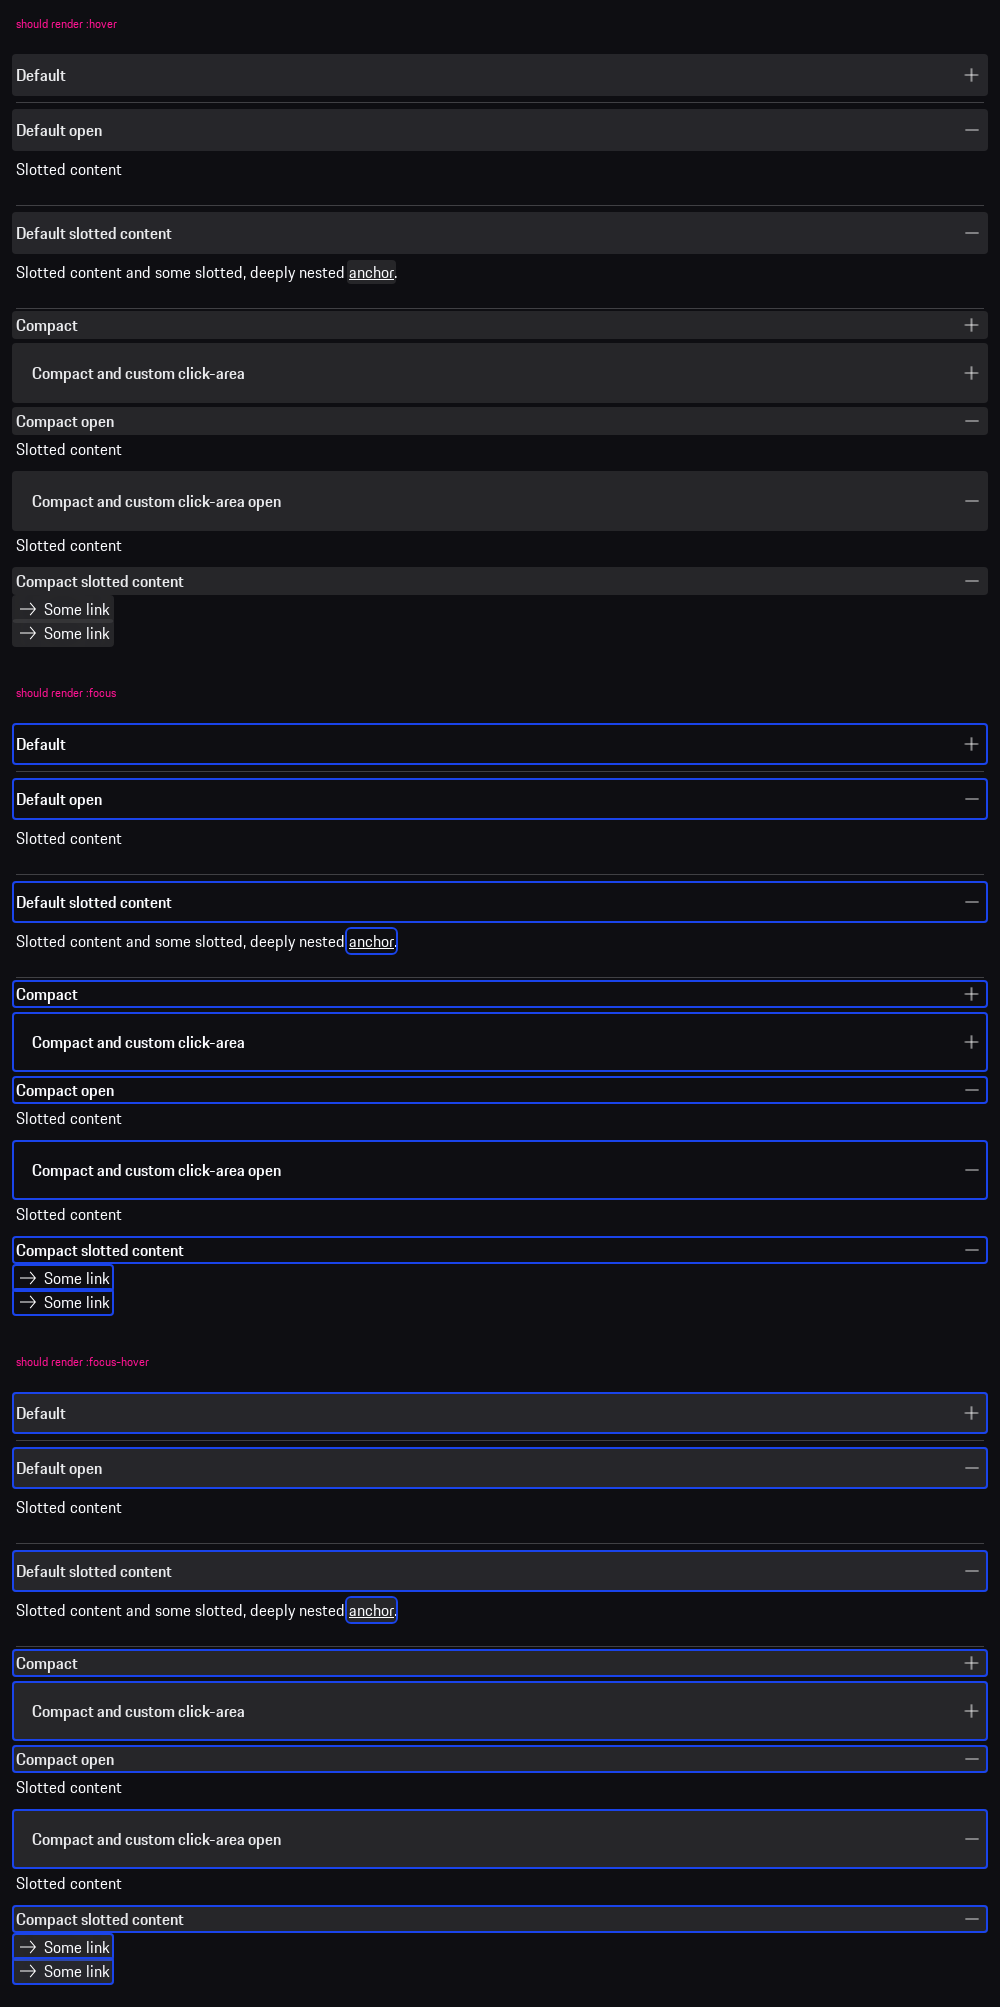 should render :hover
Default
Default open
Slotted content
Default slotted content
Slotted content and some slotted, deeply nested anchor.
Compact
Compact and custom click-area
Compact open
Slotted content
Compact and custom click-area open
Slotted content
Compact slotted content
Some link
Some link
should render :focus
Default
Default open
Slotted content
Default slotted content
Slotted content and some slotted, deeply nested anchor.
Compact
Compact and custom click-area
Compact open
Slotted content
Compact and custom click-area open
Slotted content
Compact slotted content
Some link
Some link
should render :focus-hover
Default
Default open
Slotted content
Default slotted content
Slotted content and some slotted, deeply nested anchor.
Compact
Compact and custom click-area
Compact open
Slotted content
Compact and custom click-area open
Slotted content
Compact slotted content
Some link
Some link